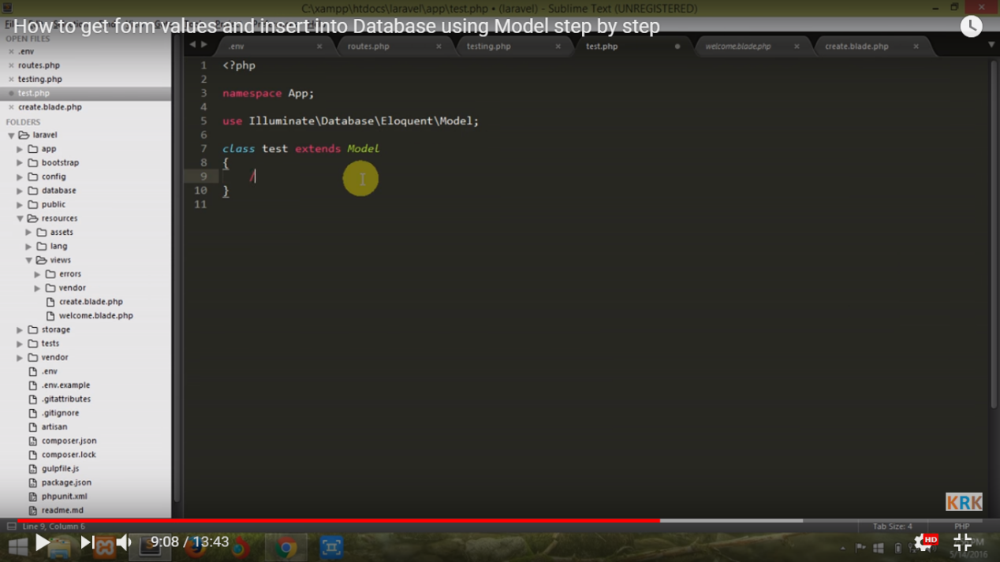 C:\xampp\htdocs\laravel\app\test.php • (laravel) - Sublime Text (UNREGISTERED)
How to get form values and insert into Database using Model step by step
OPEN FILES
.env
routes.php
testing.php
test.php
create.blade.php
FOLDERS
laravel
app
bootstrap
config
database
public
resources
assets
lang
views
errors
vendor
create.blade.php
welcome.blade.php
storage
tests
vendor
.env
.env.example
.gitattributes
.gitignore
artisan
composer.json
composer.lock
gulpfile.js
package.json
phpunit.xml
readme.md
.env routes.php testing.php test.php welcome.blade.php create.blade.php
1 <?php
2
3 namespace App;
4
5 use Illuminate\Database\Eloquent\Model;
6
7 class test extends Model
8 {
9 /
10 }
11
KRK
Line 9, Column 6 Tab Size: 4 PHP
9:08 / 13:43 HD
5/14/2016